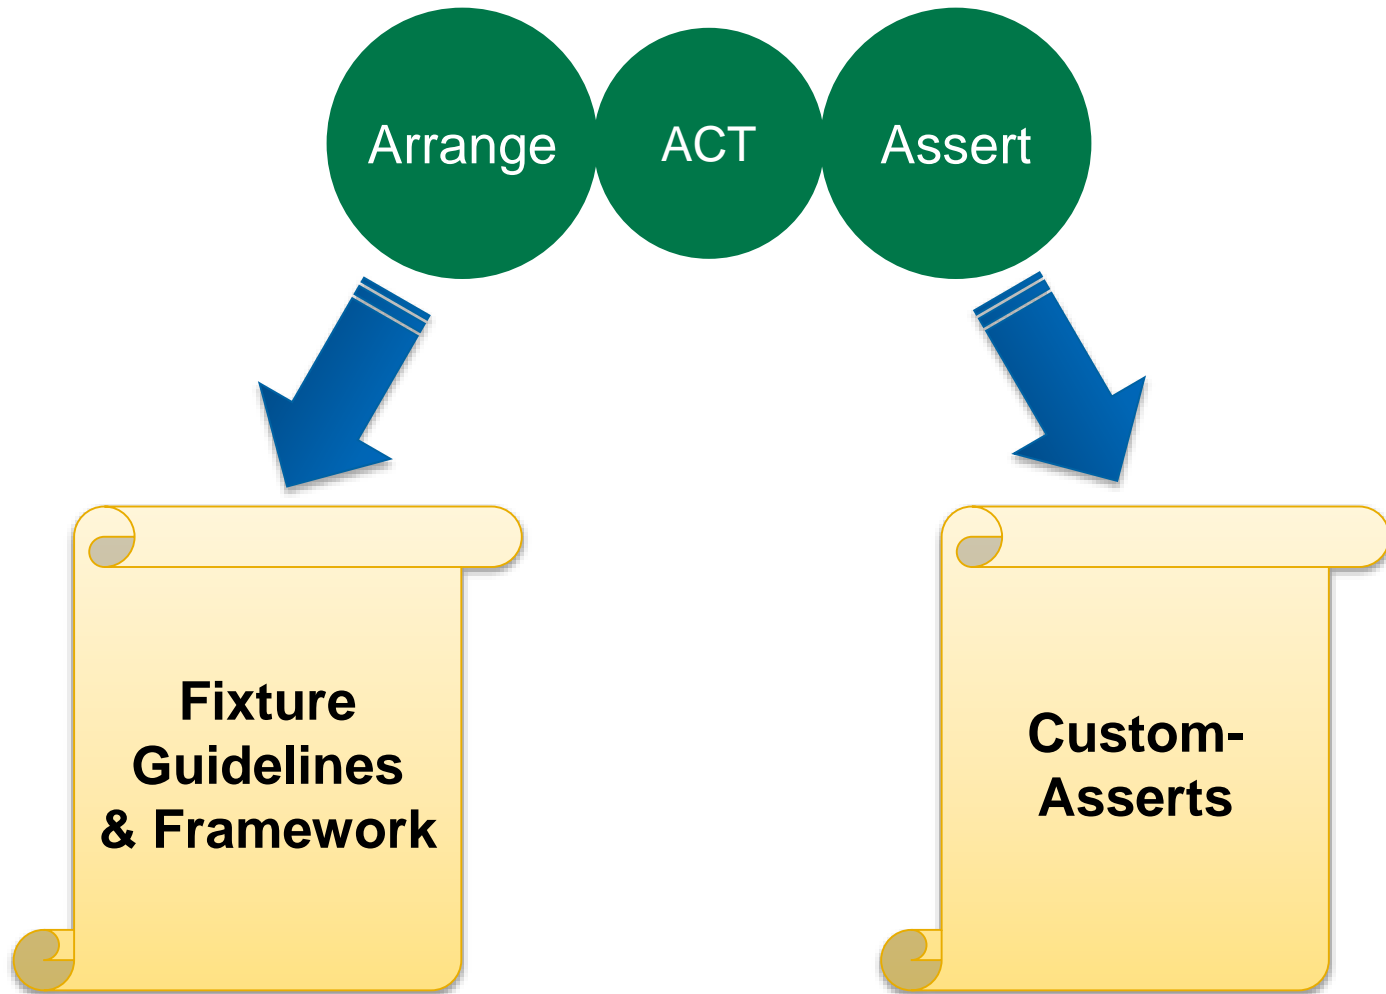 Arrange
ACT
Assert
Fixture
Guidelines
& Framework
Custom-
Asserts